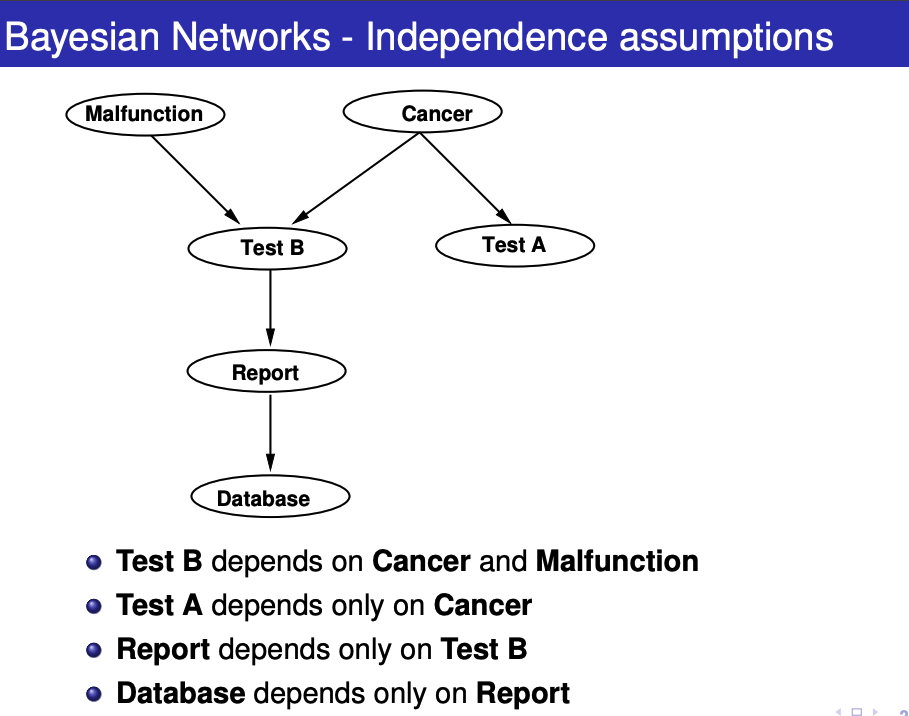 Bayesian Networks - Independence assumptions
Malfunction
Cancer
Test B
Test A
Report
Database
Test B depends on Cancer and Malfunction
Test A depends only on Cancer
Report depends only on Test B
Database depends only on Report